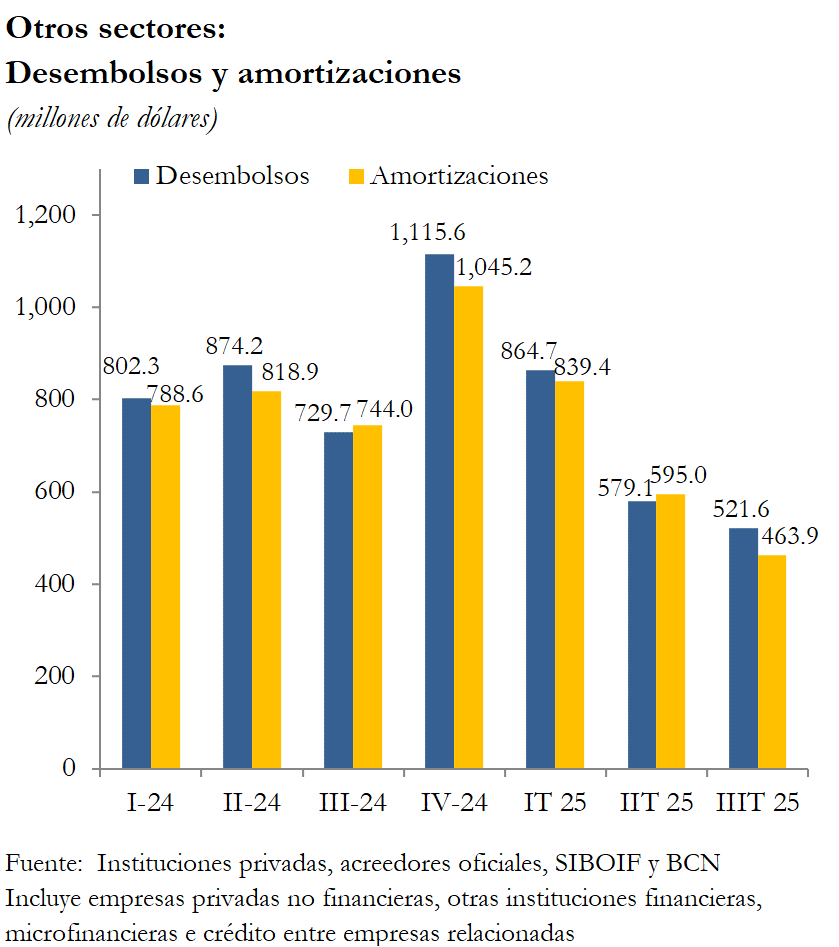 Otros sectores:
Desembolsos y amortizaciones
(millones de dólares)
Desembolsos Amortizaciones
1,200
1,000
800
600
400
200
0
802.3
788.6
874.2
818.9
729.7
744.0
1,115.6
1,045.2
864.7
839.4
579.1
595.0
521.6
463.9
I-24 II-24 III-24 IV-24 IT 25 IIT 25 IIIT 25
Fuente: Instituciones privadas, acreedores oficiales, SIBOIF y BCN
Incluye empresas privadas no financieras, otras instituciones financieras,
microfinancieras e crédito entre empresas relacionadas